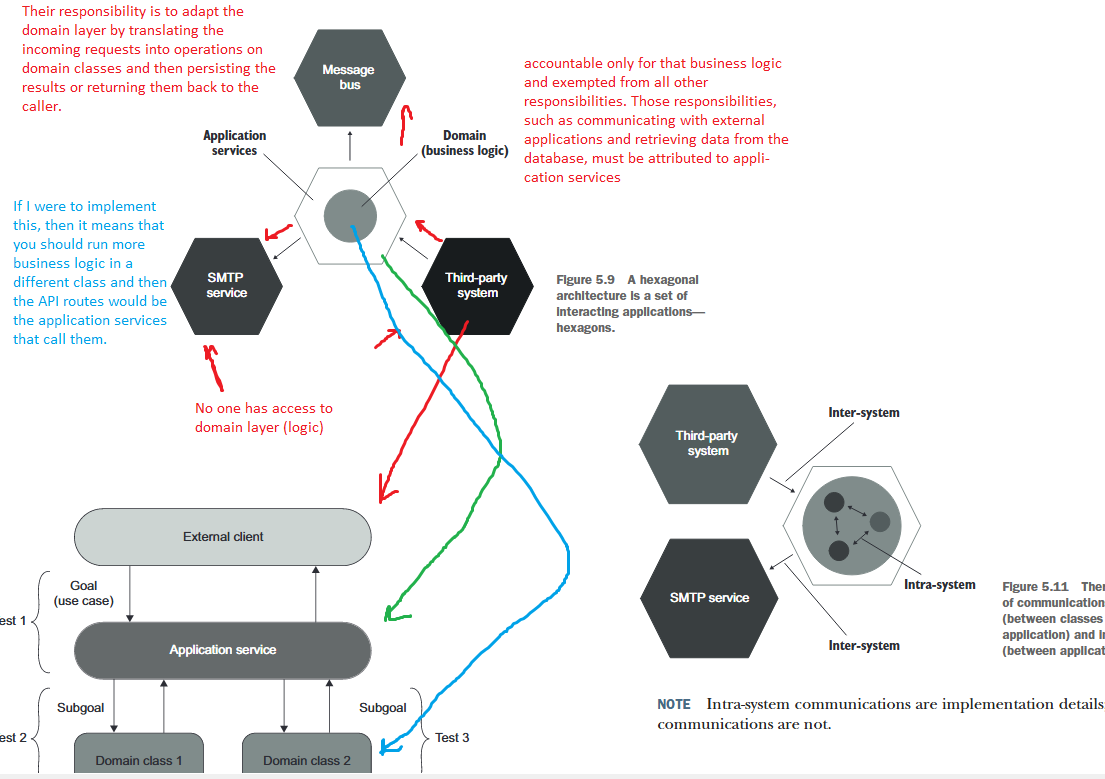 Their responsibility is to adapt the
domain layer by translating the
incoming requests into operations on
domain classes and then persisting the
results or returning them back to the
caller.
Message
bus
accountable only for that business logic
and exempted from all other
responsibilities. Those responsibilities,
such as communicating with external
applications and retrieving data from the
database, must be attributed to appli-
cation services
Application
services
Domain
(business logic)
If I were to implement
this, then it means that
you should run more
business logic in a
different class and then
the API routes would be
the application services
that call them.
SMTP
service
Third-party
system
Figure 5.9 A hexagonal
architecture is a set of
interacting applications—
hexagons.
No one has access to
domain layer (logic)
Third-party
system
Inter-system
SMTP service
Intra-system
Inter-system
Figure 5.11
of communication
(between classes
application) and
(between
NOTE Intra-system communications are implementation details
communications are not.
External client
Goal
(use case)
est 1
Application service
Subgoal
Subgoal
est 2
Test 3
Domain class 1
Domain class 2